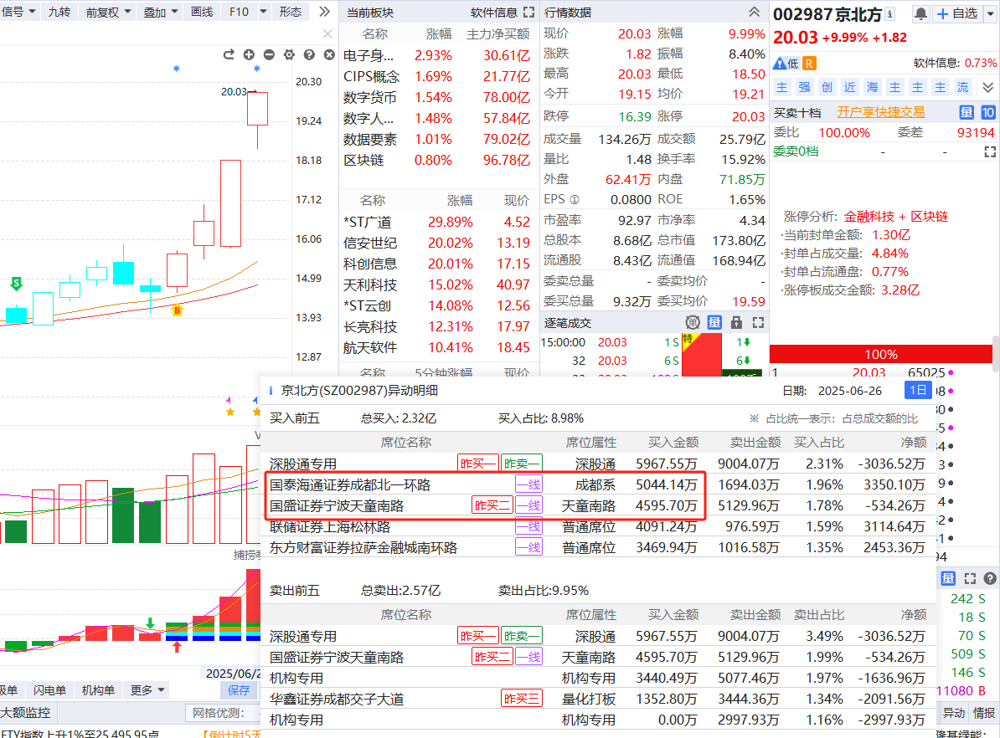 信号 九转 前复权 叠加 画线 F10 形态
20.03
20.30
19.24
18.18
17.12
16.06
14.99
13.93
12.87
S
B
捕捞季
2025/06/2
闪电单 机构单 更多 保存
大额监控 网格优测:
ETY指数上升1%至25,495.95点 【倒计时5天
当前板块 软件信息
名称 涨幅 主力净买额
电子身... 2.93% 30.61亿
CIPS概念 1.69% 21.77亿
数字货币 1.54% 78.00亿
数字人... 1.48% 57.84亿
数据要素 1.01% 79.02亿
区块链 0.80% 96.78亿
名称 涨幅 现价
*ST广道 29.89% 4.52
信安世纪 20.02% 13.19
科创信息 20.01% 17.15
天利科技 15.02% 40.97
*ST云创 14.08% 12.56
长亮科技 12.31% 17.97
航天软件 10.41% 18.45
名称 5分钟涨幅 现价
行情数据
现价 20.03 涨幅 9.99%
涨跌 1.82 振幅 8.40%
最高 20.03 最低 18.50
今开 19.15 均价 19.21
跌停 16.39 涨停 20.03
成交量 134.26万 成交额 25.79亿
量比 1.48 换手率 15.92%
外盘 62.41万 内盘 71.85万
EPS ① 0.0800 ROE 1.65%
市盈率 92.97 市净率 4.34
总股本 8.68亿 总市值 173.80亿
流通股 8.43亿 流通值 168.94亿
委卖总量 - 委卖均价 -
委买总量 9.32万 委买均价 19.59
逐笔成交 单 量
15:00:00 20.03 1 S 特 1
32 20.03 6 S 6
002987 京北方
自选
20.03 +9.99% +1.82
低 R 软件信息: 0.73%
主 强 创 近 海 主 主 主 流
买卖十档 开户享快捷交易 量 10
委比 100.00% 委差 93194
委卖0档 - -
涨停分析: 金融科技 + 区块链
·当前封单金额: 1.30亿
·封单占成交量: 4.84%
·封单占流通盘: 0.77%
·涨停板成交金额: 3.28亿
100%
1 20.03 65025
京北方(SZ002987)异动明细 日期: 2025-06-26 1日
买入前五 总买入: 2.32亿 买入占比: 8.98% ※ 占比统一表示: 占总成交额的比
席位名称 席位属性 买入金额 卖出金额 买入占比 净额
深股通专用 昨买一 昨卖一 深股通 5967.55万 9004.07万 2.31% -3036.52万
国泰海通证券成都北一环路 一线 成都系 5044.14万 1694.03万 1.96% 3350.10万
国盛证券宁波天童南路 昨买二 一线 天童南路 4595.70万 5129.96万 1.78% -534.26万
联储证券上海松林路 一线 普通席位 4091.24万 976.59万 1.59% 3114.64万
东方财富证券拉萨金融城南环路 一线 普通席位 3469.94万 1016.58万 1.35% 2453.36万
卖出前五 总卖出:2.57亿 卖出占比:9.95%
席位名称 席位属性 买入金额 卖出金额 卖出占比 净额
深股通专用 昨买一 昨卖一 深股通 5967.55万 9004.07万 3.49% -3036.52万
国盛证券宁波天童南路 昨买二 一线 天童南路 4595.70万 5129.96万 1.99% -534.26万
机构专用 机构专用 3440.49万 5077.46万 1.97% -1636.96万
华鑫证券成都交子大道 昨买三 量化打板 1352.80万 3444.36万 1.34% -2091.56万
机构专用 机构专用 0.00万 2997.93万 1.16% -2997.93万
量
242 S
18 S
70 S
509 S
146 S
11080 B
异动 情报